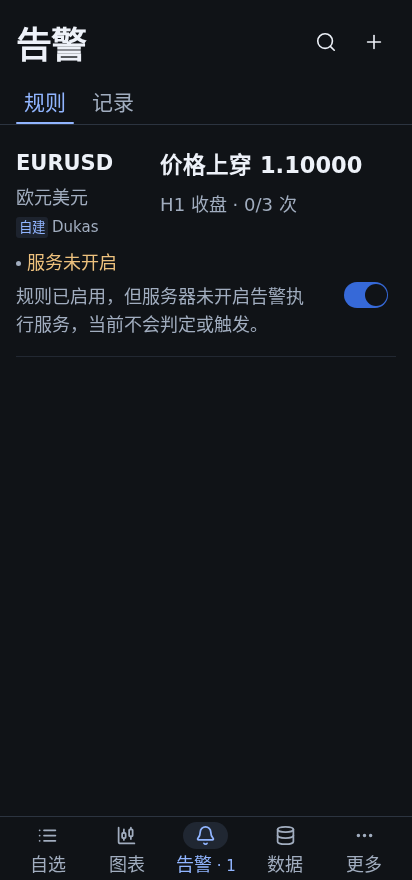 告警
规则 记录
EURUSD
欧元美元
自建 Dukas
价格上穿 1.10000
H1 收盘 · 0/3 次
• 服务未开启
规则已启用，但服务器未开启告警执
行服务，当前不会判定或触发。
自选 图表 告警 · 1 数据 更多